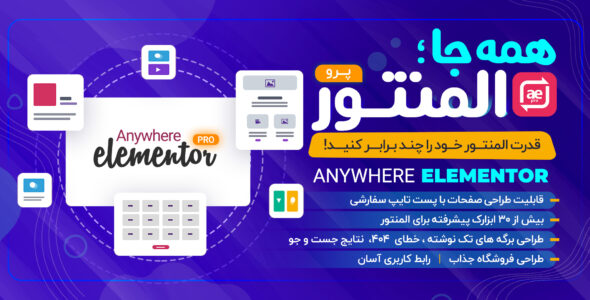 همه جا ؛
پرو
المنتور
ae
pro
قدرت المنتور خود را چند برابر کنید!
ANYWHERE ELEMENTOR
قابلیت طراحی صفحات با پست تایپ سفارشی
بیش از ۳۰ ابزارک پیشرفته برای المنتور
طراحی برگه های تک نوشته ، خطای ۴۰۴، نتایج جست و جو
طراحی فروشگاه جذاب | رابط کاربری آسان
Anywhere
PRO
elementor